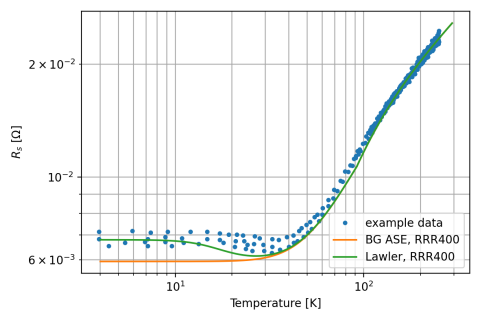 2 × 10⁻²
10⁻²
6 × 10⁻³
R_s [Ω]
example data
BG ASE, RRR400
Lawler, RRR400
10¹ 10²
Temperature [K]